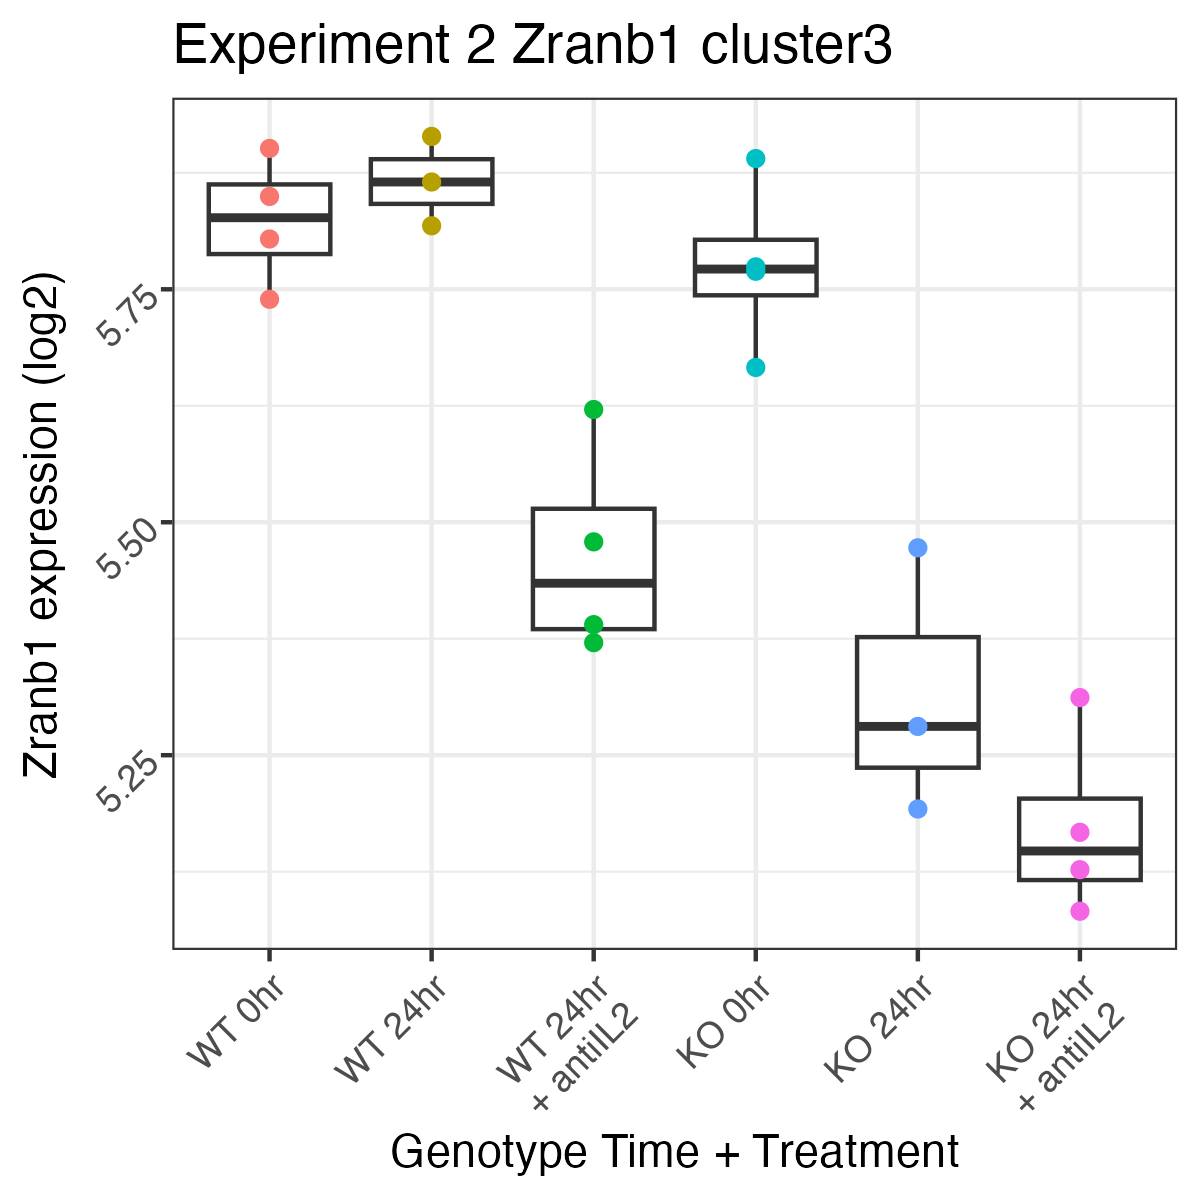 Experiment 2 Zranb1 cluster3
Zranb1 expression (log2)
5.75
5.50
5.25
WT 0hr
WT 24hr
WT 24hr
+ antiIL2
KO 0hr
KO 24hr
KO 24hr
+ antiIL2
Genotype Time + Treatment